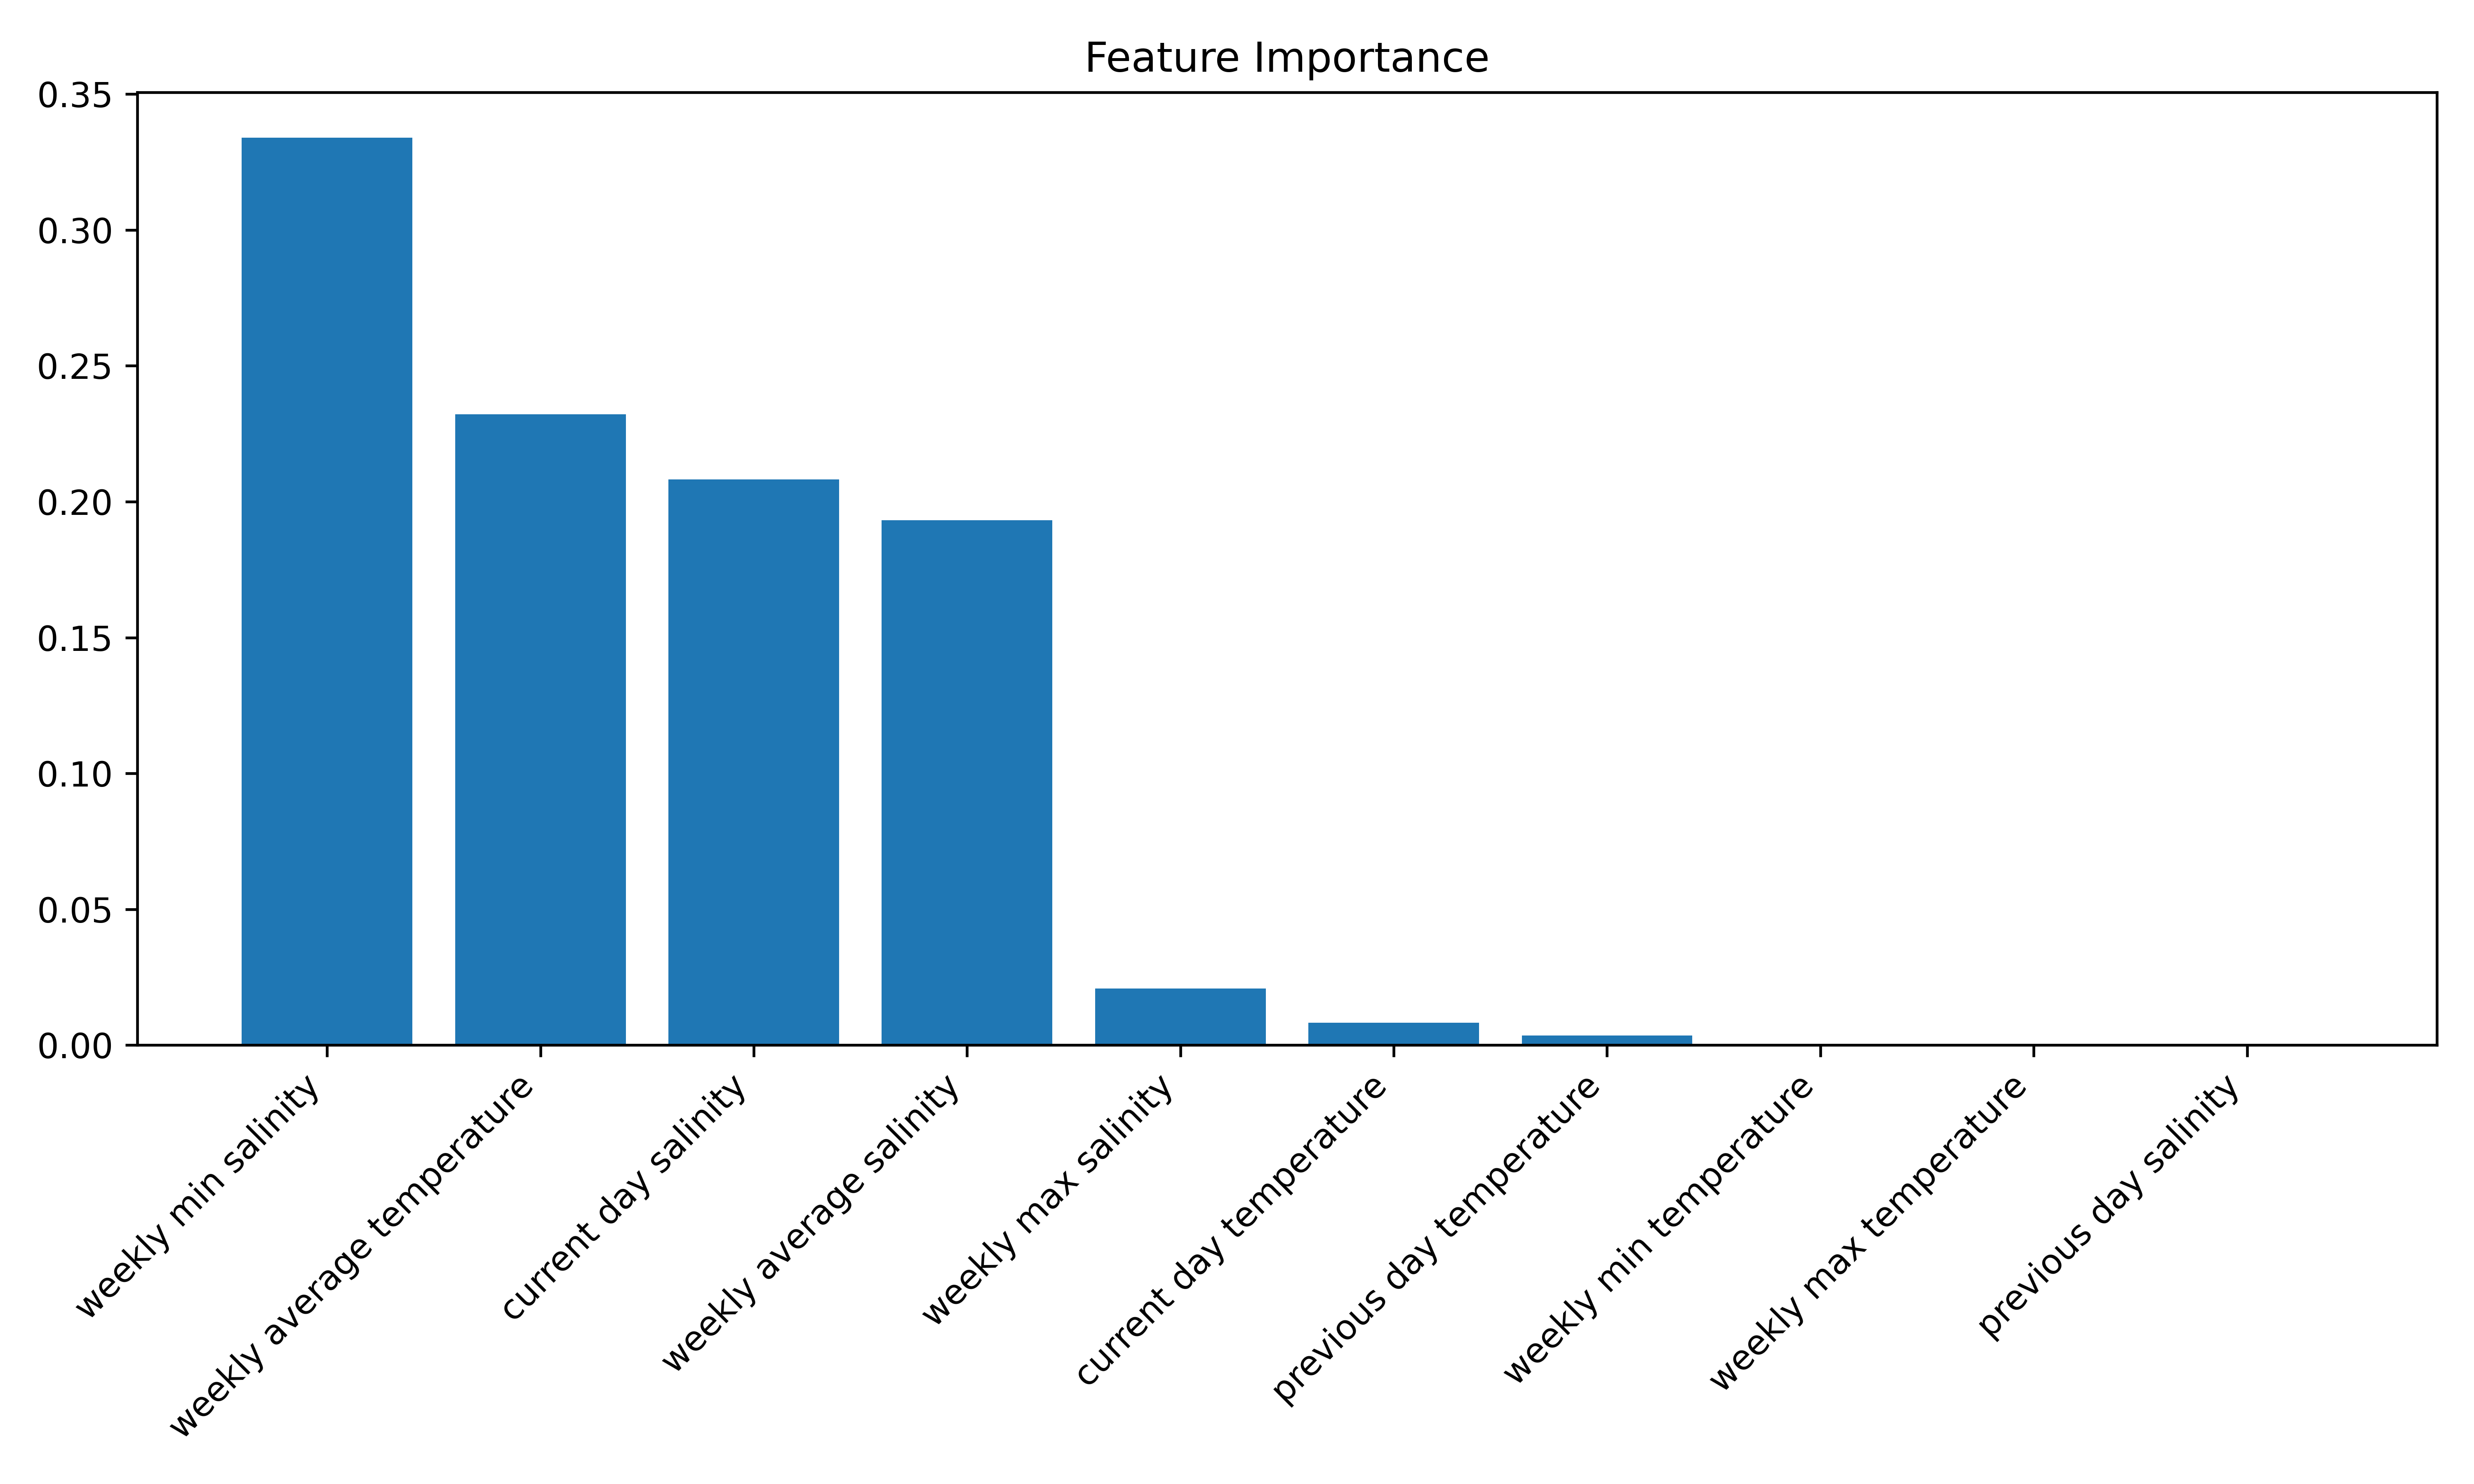 Feature Importance
0.35
0.30
0.25
0.20
0.15
0.10
0.05
0.00
weekly min salinity
weekly average temperature
current day salinity
weekly average salinity
weekly max salinity
current day temperature
previous day temperature
weekly min temperature
weekly max temperature
previous day salinity